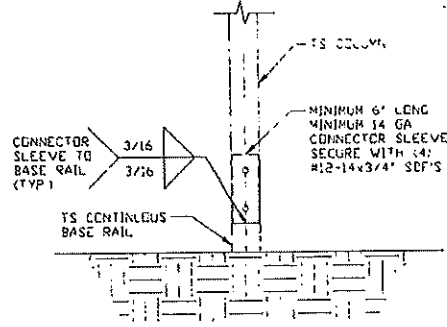 TS COLUMN
MINIMUM 6" LONG
MINIMUM 14 GA
CONNECTOR SLEEVE
SECURE WITH (4)
#12-14x3/4" SDF'S
CONNECTOR
SLEEVE TO
BASE RAIL
(TYP.)
3/16
3/16
TS CONTINUOUS
BASE RAIL